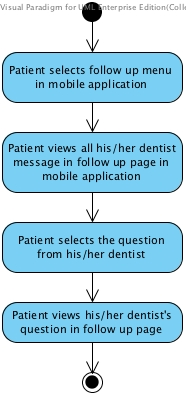 Visual Paradigm for UML Enterprise Edition(Colle
Patient selects follow up menu
in mobile application
Patient views all his/her dentist
message in follow up page in
mobile application
Patient selects the question
from his/her dentist
Patient views his/her dentist's
question in follow up page